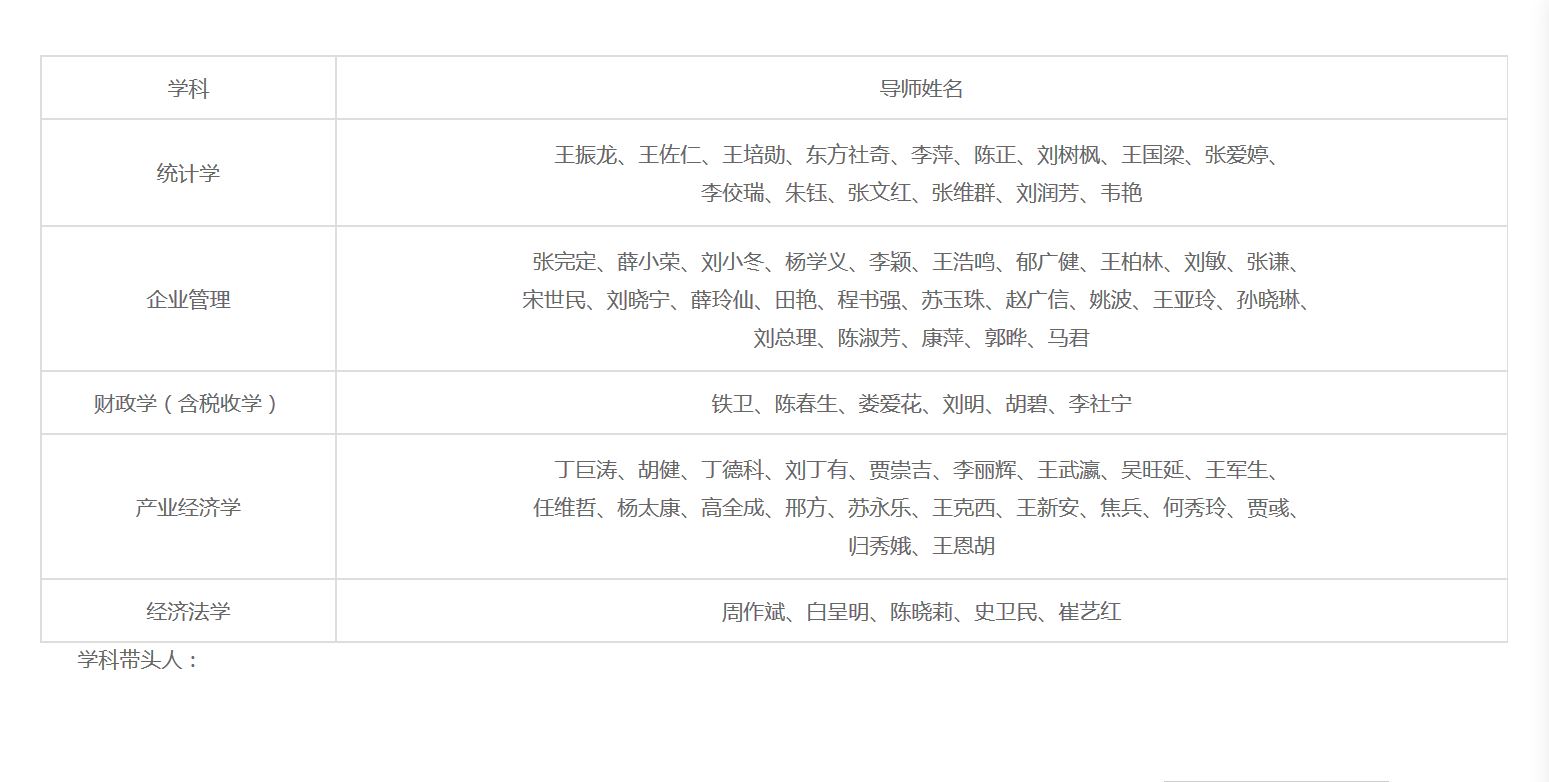 学科
导师姓名
统计学
王振龙、王佐仁、王培勋、东方社奇、李萍、陈正、刘树枫、王国梁、张爱婷、
李佼瑞、朱钰、张文红、张维群、刘润芳、韦艳
企业管理
张完定、薛小荣、刘小冬、杨学义、李颖、王浩鸣、郁广健、王柏林、刘敏、张谦、
宋世民、刘晓宁、薛玲仙、田艳、程书强、苏玉珠、赵广信、姚波、王亚玲、孙晓琳、
刘总理、陈淑芳、康萍、郭晔、马君
财政学（含税收学）
铁卫、陈春生、娄爱花、刘明、胡碧、李社宁
产业经济学
丁巨涛、胡健、丁德科、刘丁有、贾崇吉、李丽辉、王武瀛、吴旺延、王军生、
任维哲、杨太康、高全成、邢方、苏永乐、王克西、王新安、焦兵、何秀玲、贾彧、
归秀娥、王恩胡
经济法学
周作斌、白呈明、陈晓莉、史卫民、崔艺红
学科带头人：